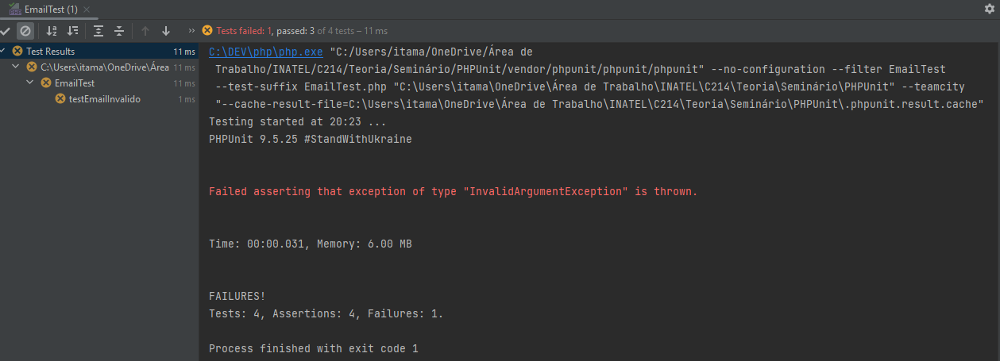 EmailTest (1)
Tests failed: 1, passed: 3 of 4 tests – 11 ms
Test Results 11 ms
C:\Users\itama\OneDrive\Área 11 ms
EmailTest 11 ms
testEmailInvalido 1 ms
C:\DEV\php\php.exe "C:/Users/itama/OneDrive/Área de
Trabalho/INATEL/C214/Teoria/Seminário/PHPUnit/vendor/phpunit/phpunit/phpunit" --no-configuration --filter EmailTest
--test-suffix EmailTest.php "C:\Users\itama\OneDrive\Área de Trabalho\INATEL\C214\Teoria\Seminário\PHPUnit" --teamcity
"--cache-result-file=C:\Users\itama\OneDrive\Área de Trabalho\INATEL\C214\Teoria\Seminário\PHPUnit\.phpunit.result.cache"
Testing started at 20:23 ...
PHPUnit 9.5.25 #StandWithUkraine
Failed asserting that exception of type "InvalidArgumentException" is thrown.
Time: 00:00.031, Memory: 6.00 MB
FAILURES!
Tests: 4, Assertions: 4, Failures: 1.
Process finished with exit code 1